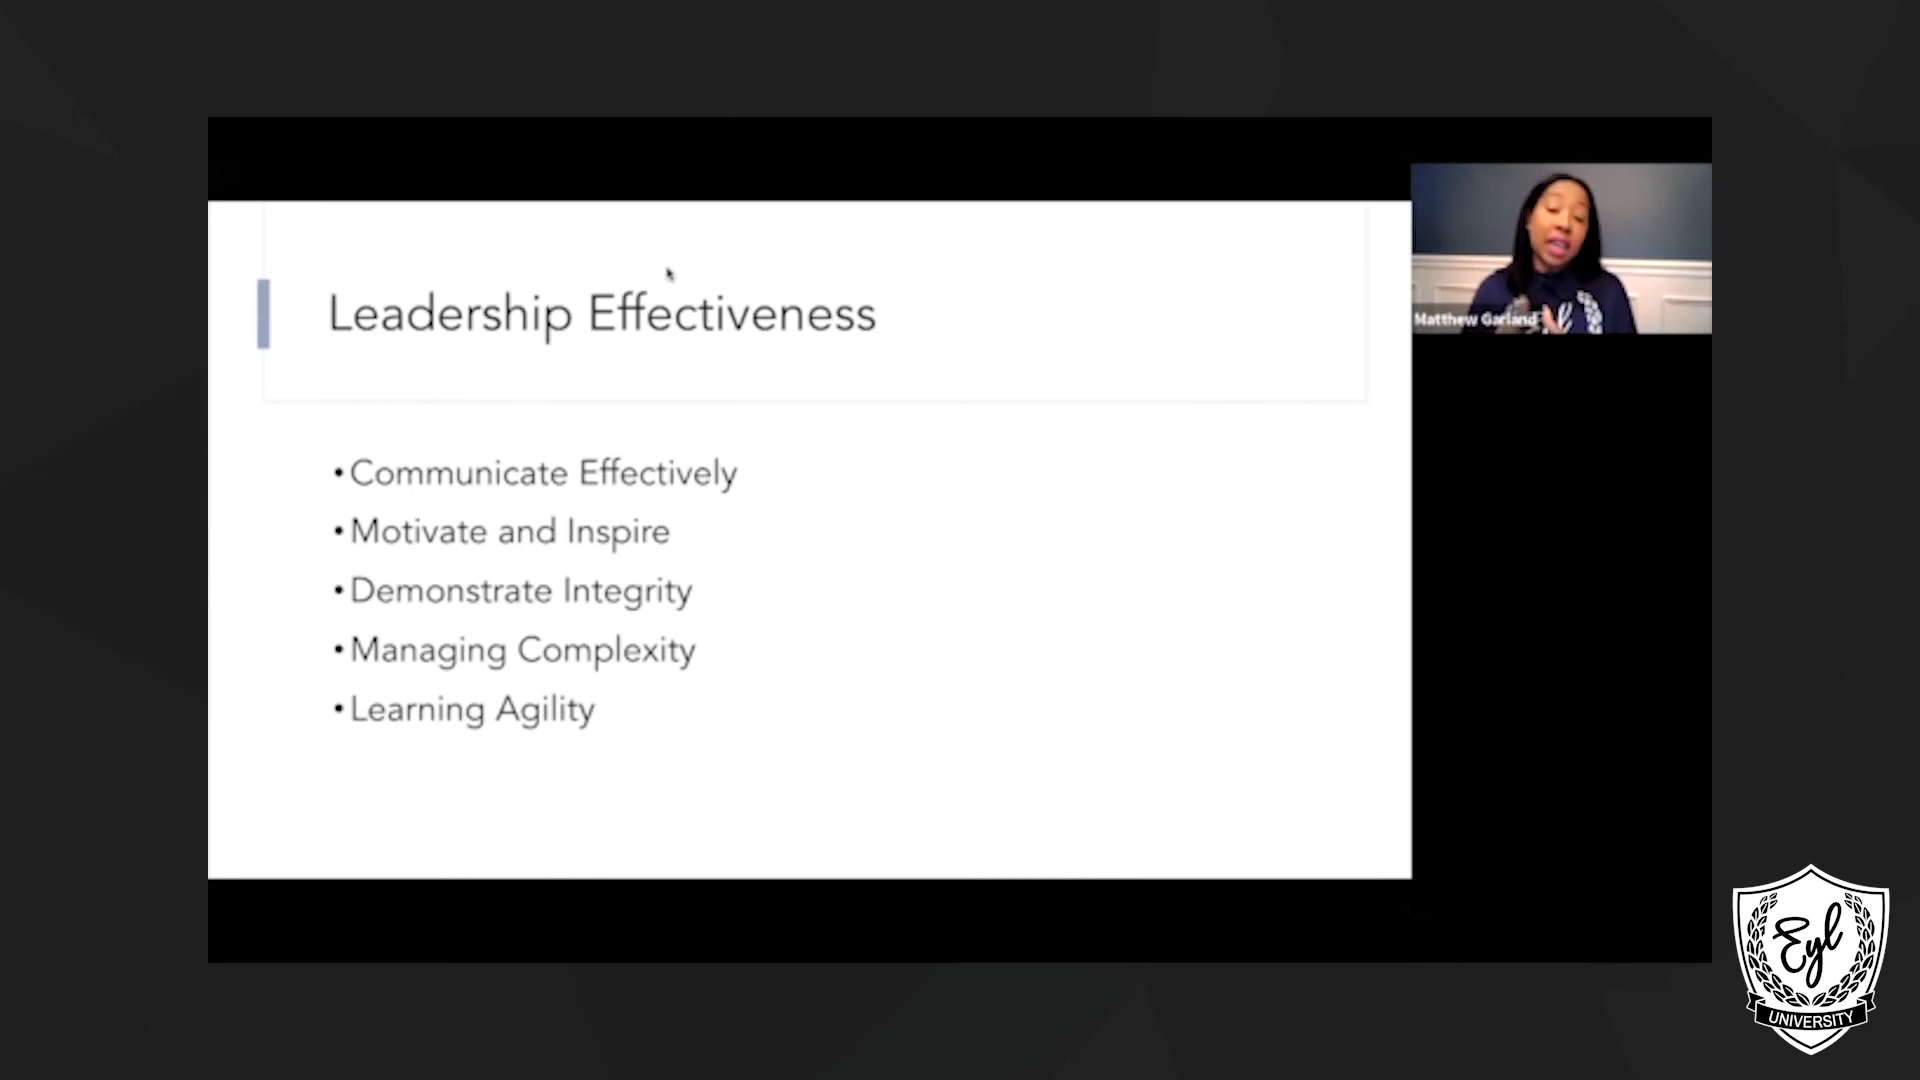 Leadership Effectiveness
• Communicate Effectively
• Motivate and Inspire
• Demonstrate Integrity
• Managing Complexity
• Learning Agility
Matthew Garland
Eyl
UNIVERSITY